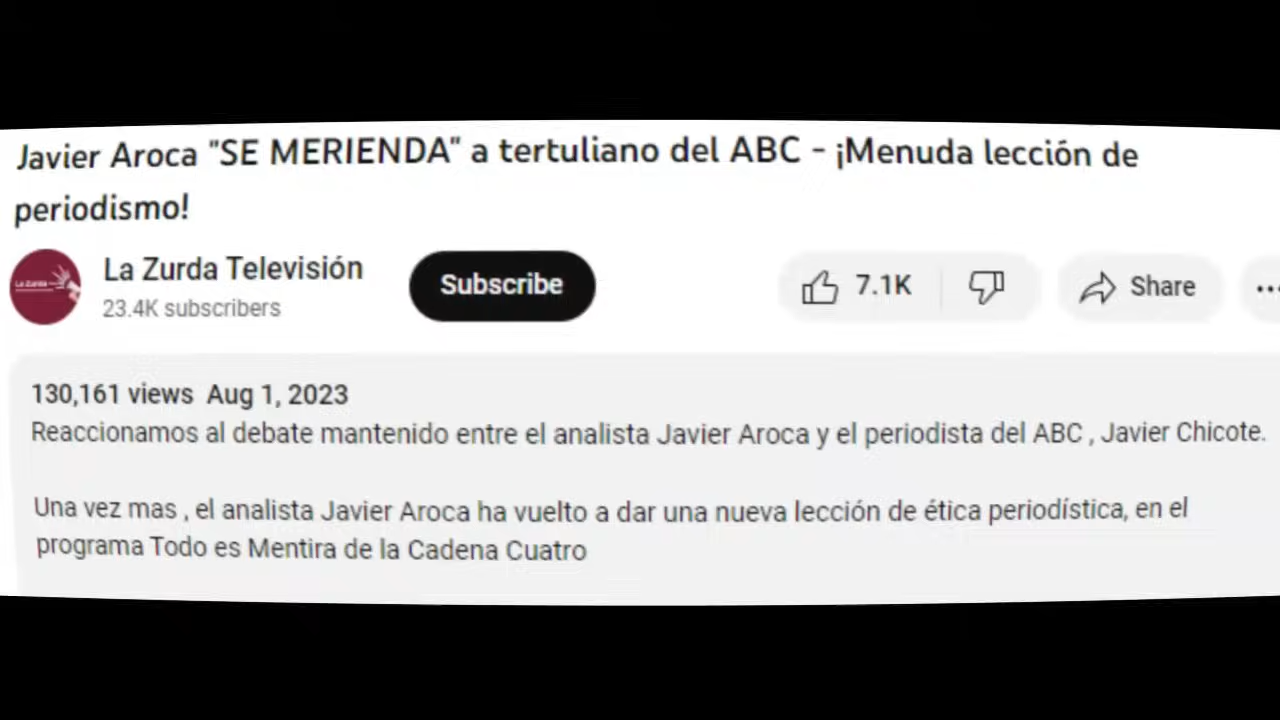 Javier Aroca "SE MERIENDA" a tertuliano del ABC - ¡Menuda lección de
periodismo!
La Zurda
La Zurda Televisión
23.4K subscribers
Subscribe
7.1K
Share
130,161 views Aug 1, 2023
Reaccionamos al debate mantenido entre el analista Javier Aroca y el periodista del ABC , Javier Chicote.
Una vez mas , el analista Javier Aroca ha vuelto a dar una nueva lección de ética periodística, en el
programa Todo es Mentira de la Cadena Cuatro